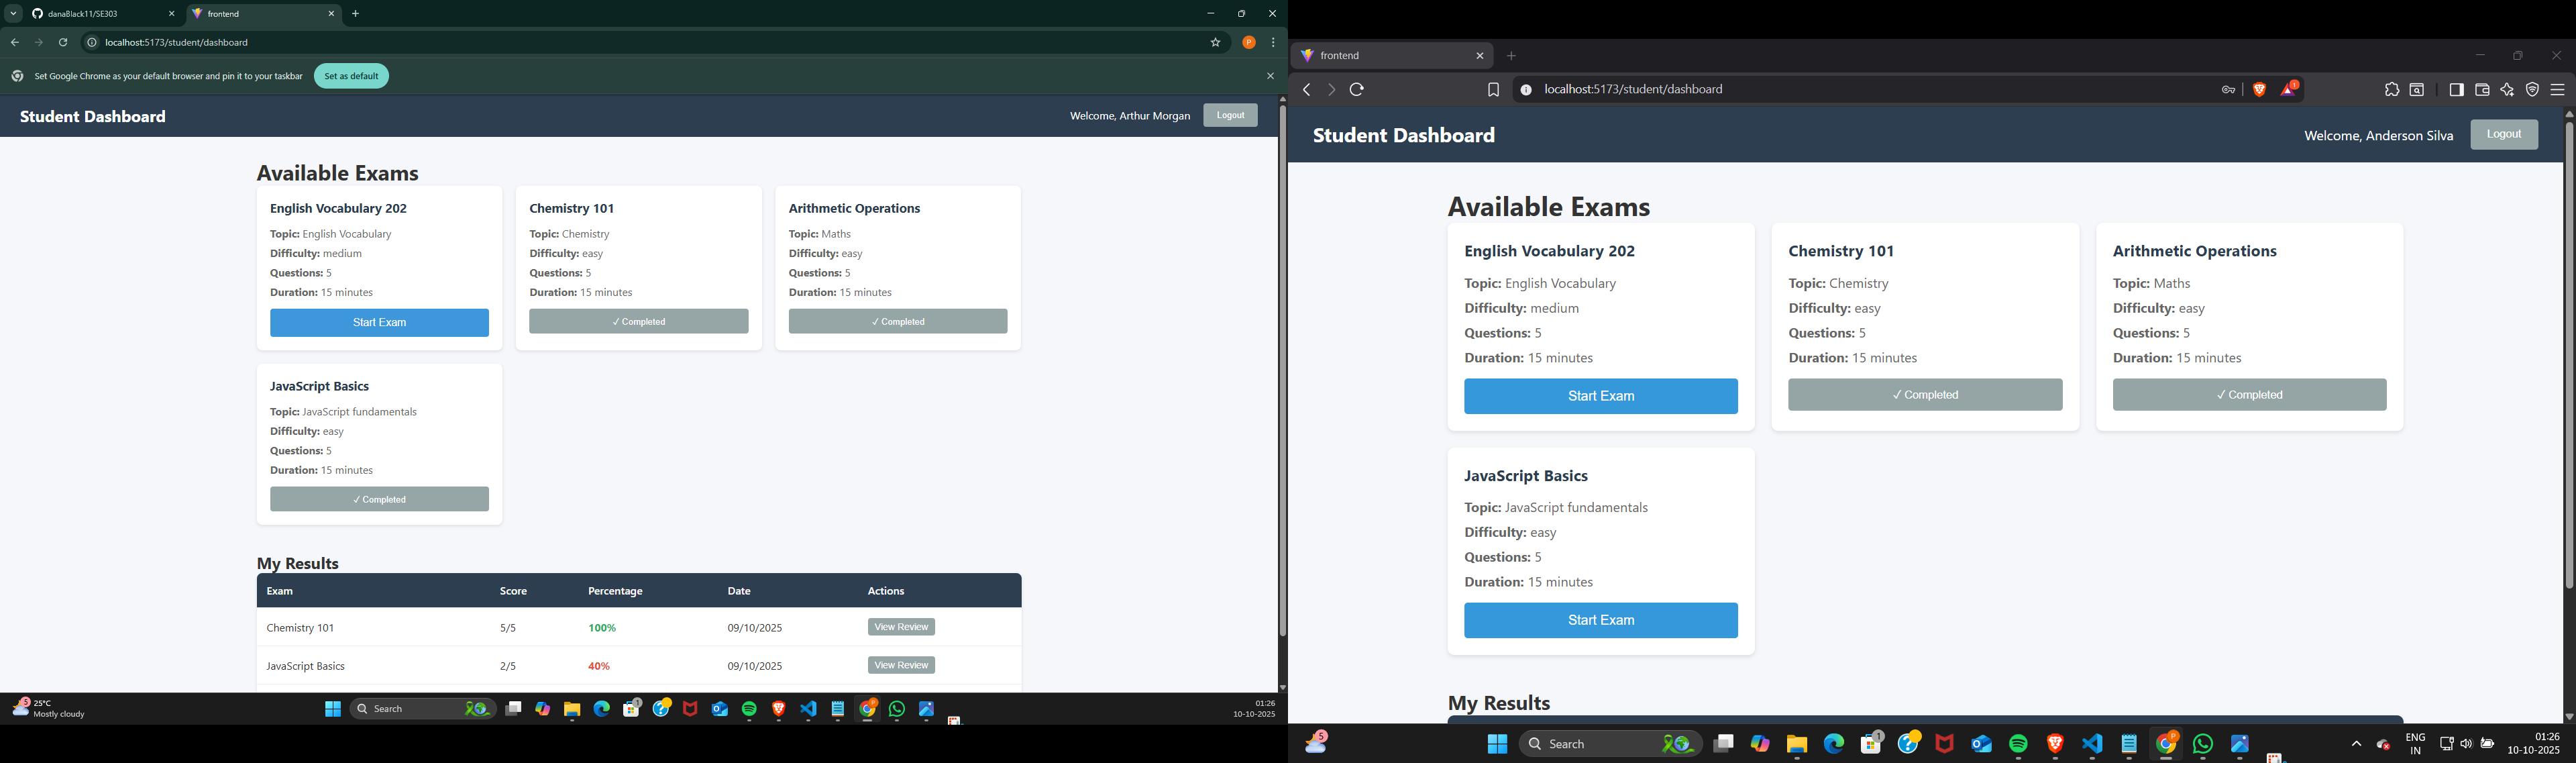 danaBlack11/SE303
frontend
localhost:5173/student/dashboard
P
Set Google Chrome as your default browser and pin it to your taskbar
Set as default
Student Dashboard
Welcome, Arthur Morgan
Logout
Available Exams
English Vocabulary 202
Topic: English Vocabulary
Difficulty: medium
Questions: 5
Duration: 15 minutes
Start Exam
Chemistry 101
Topic: Chemistry
Difficulty: easy
Questions: 5
Duration: 15 minutes
✓ Completed
Arithmetic Operations
Topic: Maths
Difficulty: easy
Questions: 5
Duration: 15 minutes
✓ Completed
JavaScript Basics
Topic: JavaScript fundamentals
Difficulty: easy
Questions: 5
Duration: 15 minutes
✓ Completed
My Results
Exam Score Percentage Date Actions
Chemistry 101 5/5 100% 09/10/2025 View Review
JavaScript Basics 2/5 40% 09/10/2025 View Review
5
25°C
Mostly cloudy
Search
1
01:26
10-10-2025
frontend
localhost:5173/student/dashboard
1
Student Dashboard
Welcome, Anderson Silva
Logout
Available Exams
English Vocabulary 202
Topic: English Vocabulary
Difficulty: medium
Questions: 5
Duration: 15 minutes
Start Exam
Chemistry 101
Topic: Chemistry
Difficulty: easy
Questions: 5
Duration: 15 minutes
✓ Completed
Arithmetic Operations
Topic: Maths
Difficulty: easy
Questions: 5
Duration: 15 minutes
✓ Completed
JavaScript Basics
Topic: JavaScript fundamentals
Difficulty: easy
Questions: 5
Duration: 15 minutes
Start Exam
My Results
5
Search
1
P
ENG
IN
01:26
10-10-2025